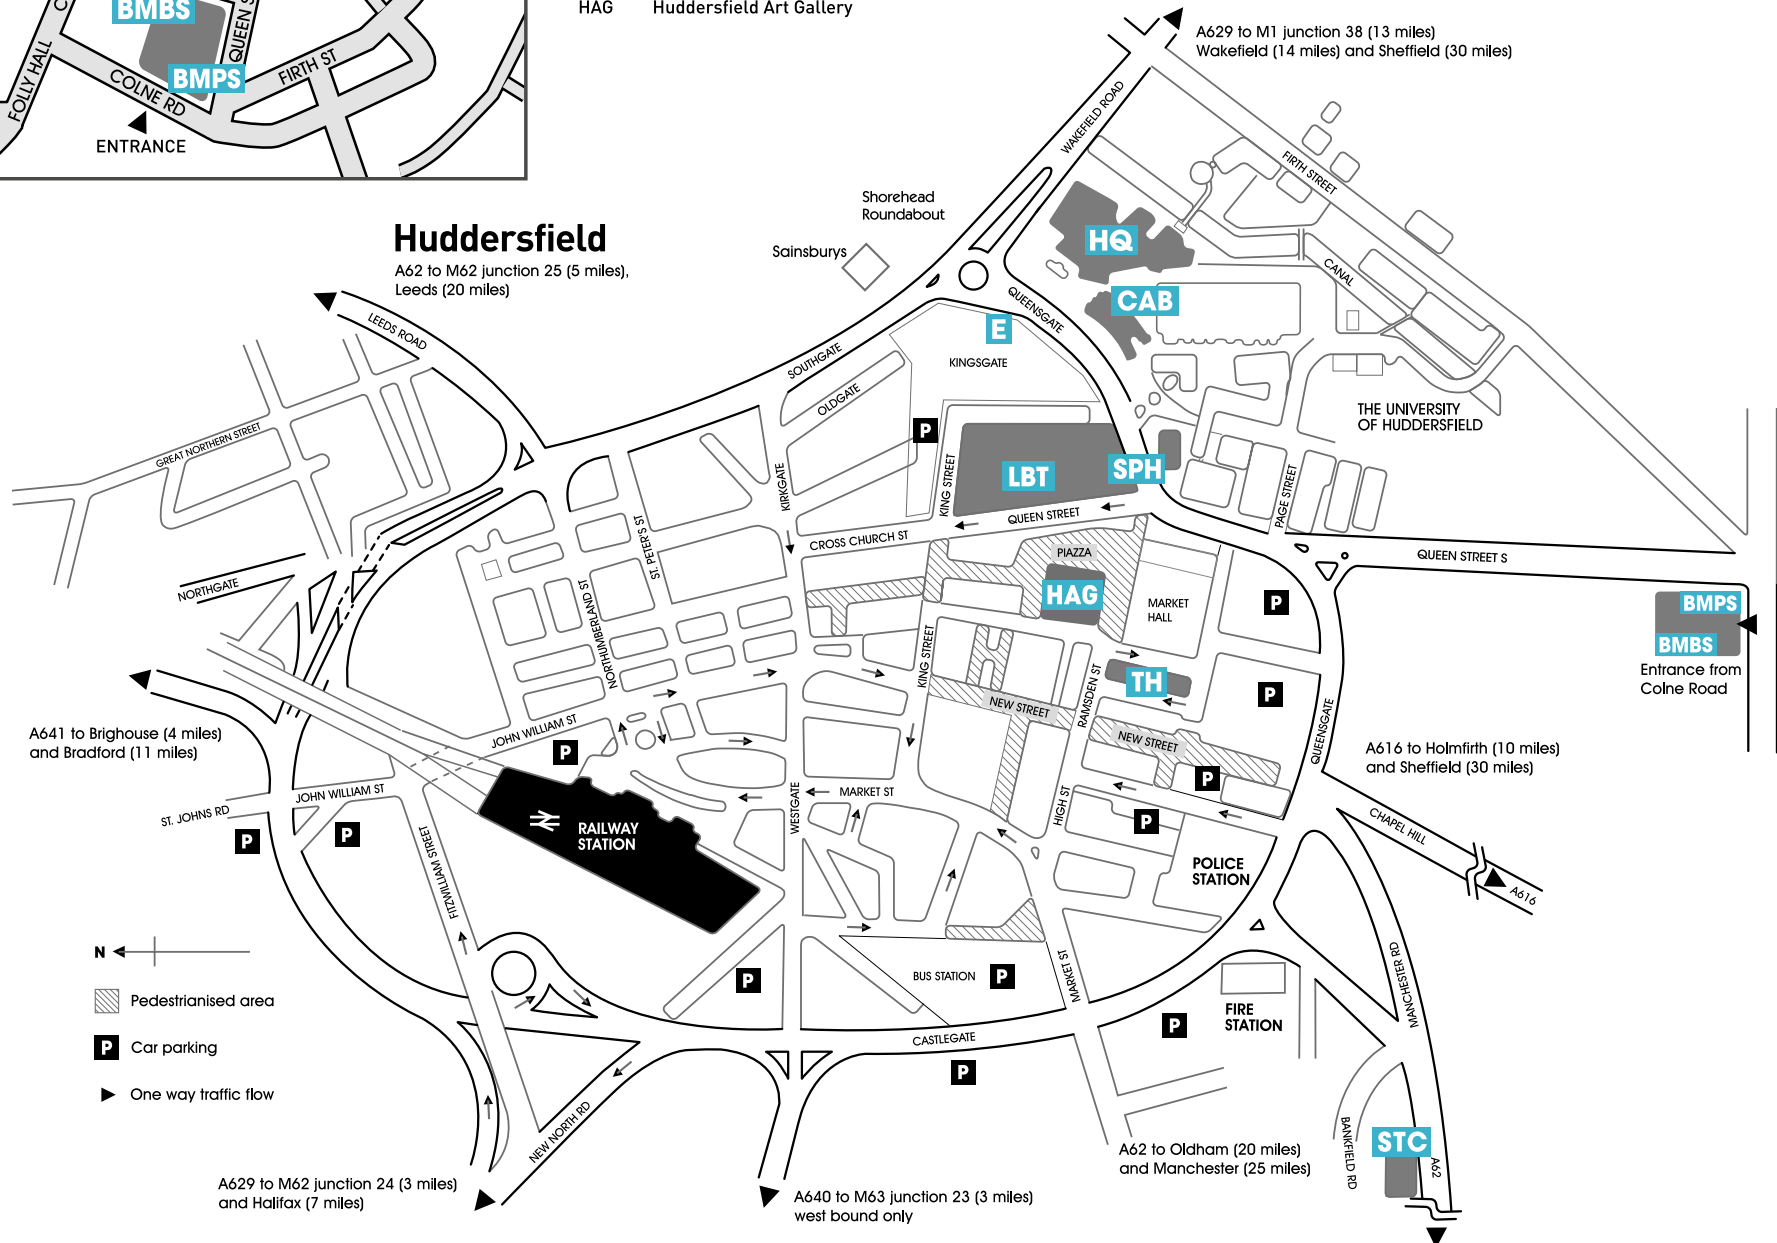 BMBS
QUEEN S
FOLLY HALL
BMPS
FIRTH ST
COLNE RD
ENTRANCE
HAG Huddersfield Art Gallery
A629 to M1 junction 38 (13 miles)
Wakefield (14 miles) and Sheffield (30 miles)
WAKEFIELD ROAD
FIRTH STREET
Shorehead
Roundabout
Sainsburys
Huddersfield
A62 to M62 junction 25 (5 miles),
Leeds (20 miles)
LEEDS ROAD
HQ
CANAL
CAB
QUEENSGATE
E
KINGSGATE
SOUTHGATE
OLDGATE
THE UNIVERSITY
OF HUDDERSFIELD
P
GREAT NORTHERN STREET
KIRKGATE
KING STREET
LBT
SPH
PAGE STREET
QUEEN STREET
CROSS CHURCH ST
ST. PETER'S ST
PIAZZA
QUEEN STREET S
NORTHGATE
NORTHUMBERLAND ST
HAG
MARKET
HALL
P
BMPS
BMBS
Entrance from
Colne Road
KING STREET
RAMSDEN ST
TH
P
NEW STREET
NEW STREET
QUEENSGATE
JOHN WILLIAM ST
P
A641 to Brighouse (4 miles)
and Bradford (11 miles)
A616 to Holmfirth (10 miles)
and Sheffield (30 miles)
P
JOHN WILLIAM ST
ST. JOHNS RD
P
P
WESTGATE
MARKET ST
HIGH ST
P
CHAPEL HILL
RAILWAY
STATION
FITZWILLIAM STREET
POLICE
STATION
A616
N
P
BUS STATION
P
MARKET ST
MANCHESTER RD
Pedestrianised area
FIRE
STATION
P
P
Car parking
CASTLEGATE
P
One way traffic flow
NEW NORTH RD
BANKFIELD RD
STC
A62
A62 to Oldham (20 miles)
and Manchester (25 miles)
A629 to M62 junction 24 (3 miles)
and Halifax (7 miles)
A640 to M63 junction 23 (3 miles)
west bound only